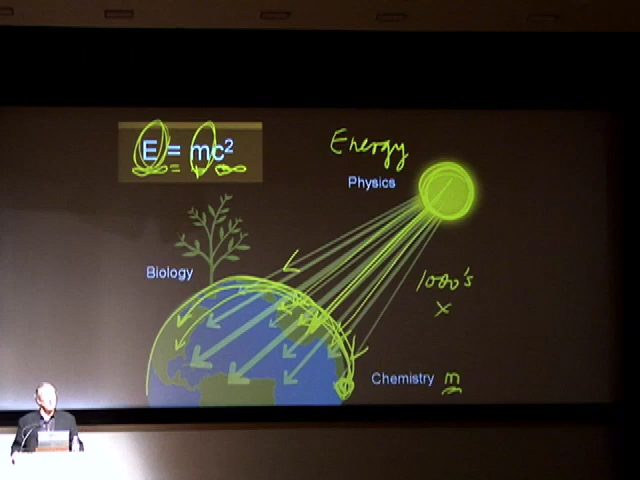 E = mc²
Energy
Physics
Biology
1000's
x
Chemistry m